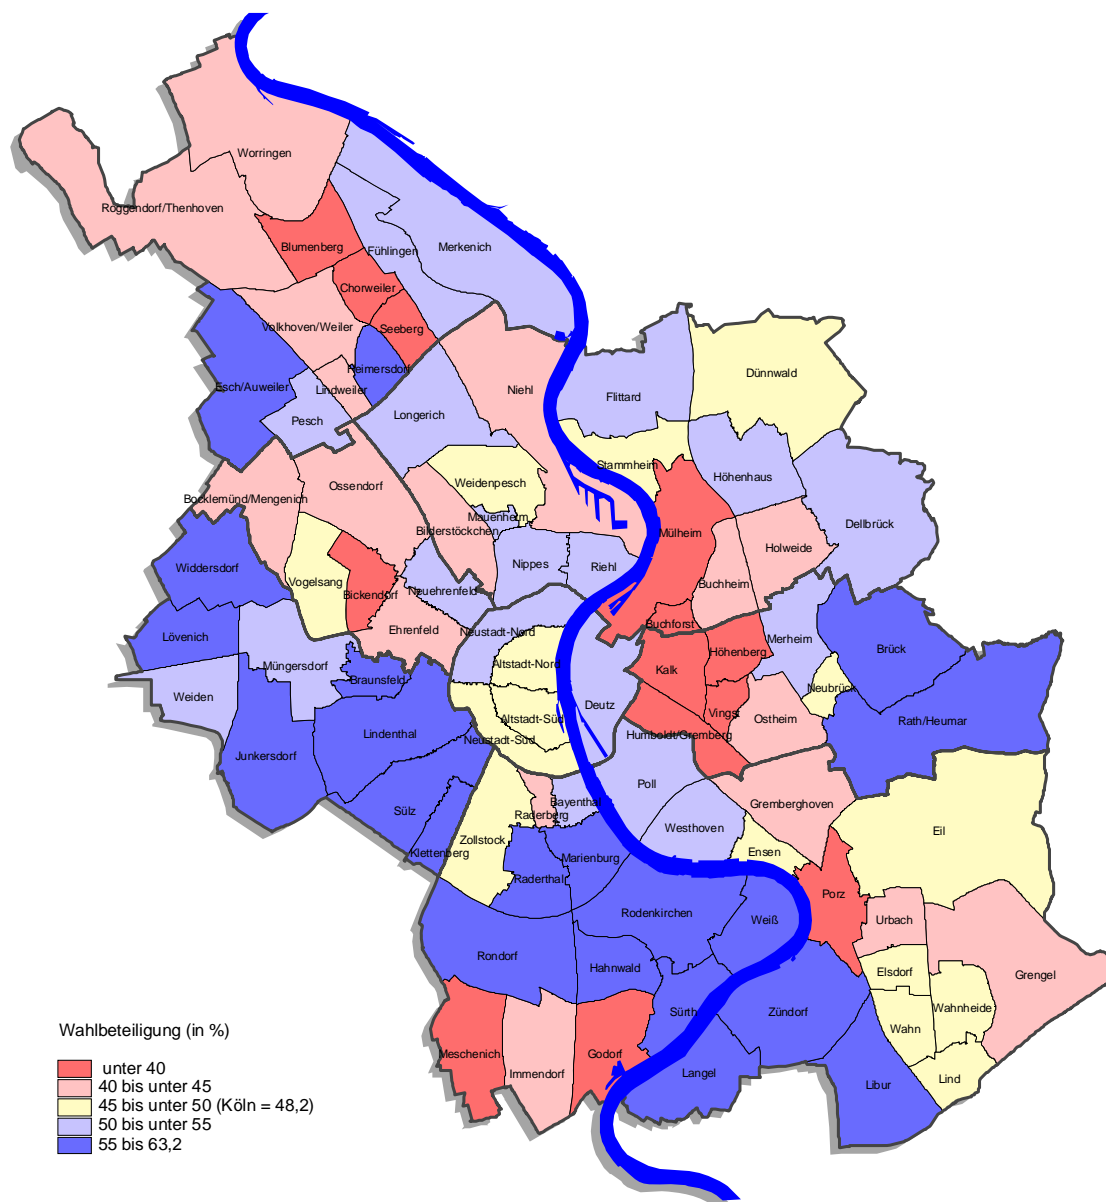 Worringen
Roggendorf/Thenhoven
Blumenberg
Fühlingen
Merkenich
Chorweiler
Volkhoven/Weiler
Seeberg
Heimersdorf
Esch/Auweiler
Lindweiler
Pesch
Longerich
Niehl
Flittard
Dünnwald
Stammheim
Höhenhaus
Weidenpesch
Ossendorf
Bocklemünd/Mengenich
Mauenheim
Bilderstöckchen
Mülheim
Dellbrück
Holweide
Nippes
Riehl
Widdersdorf
Vogelsang
Bickendorf
Neuehrenfeld
Buchheim
Ehrenfeld
Neustadt-Nord
Buchforst
Lövenich
Müngersdorf
Merheim
Brück
Altstadt-Nord
Kalk
Höhenberg
Weiden
Braunsfeld
Neubrück
Deutz
Vingst
Ostheim
Rath/Heumar
Altstadt-Süd
Lindenthal
Neustadt-Süd
Humboldt/Gremberg
Junkersdorf
Poll
Bayenthal
Gremberghoven
Sülz
Raderberg
Westhoven
Eil
Zollstock
Klettenberg
Marienburg
Ensen
Raderthal
Porz
Rodenkirchen
Weiß
Urbach
Rondorf
Hahnwald
Elsdorf
Grengel
Sürth
Zündorf
Wahnheide
Wahn
Meschenich
Godorf
Immendorf
Langel
Libur
Lind
Wahlbeteiligung (in %)
unter 40
40 bis unter 45
45 bis unter 50 (Köln = 48,2)
50 bis unter 55
55 bis 63,2